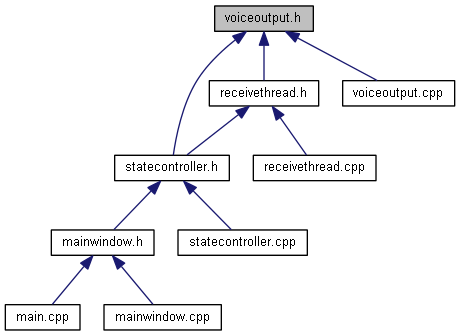 voiceoutput.h
receivethread.h
voiceoutput.cpp
statecontroller.h
receivethread.cpp
mainwindow.h
statecontroller.cpp
main.cpp
mainwindow.cpp